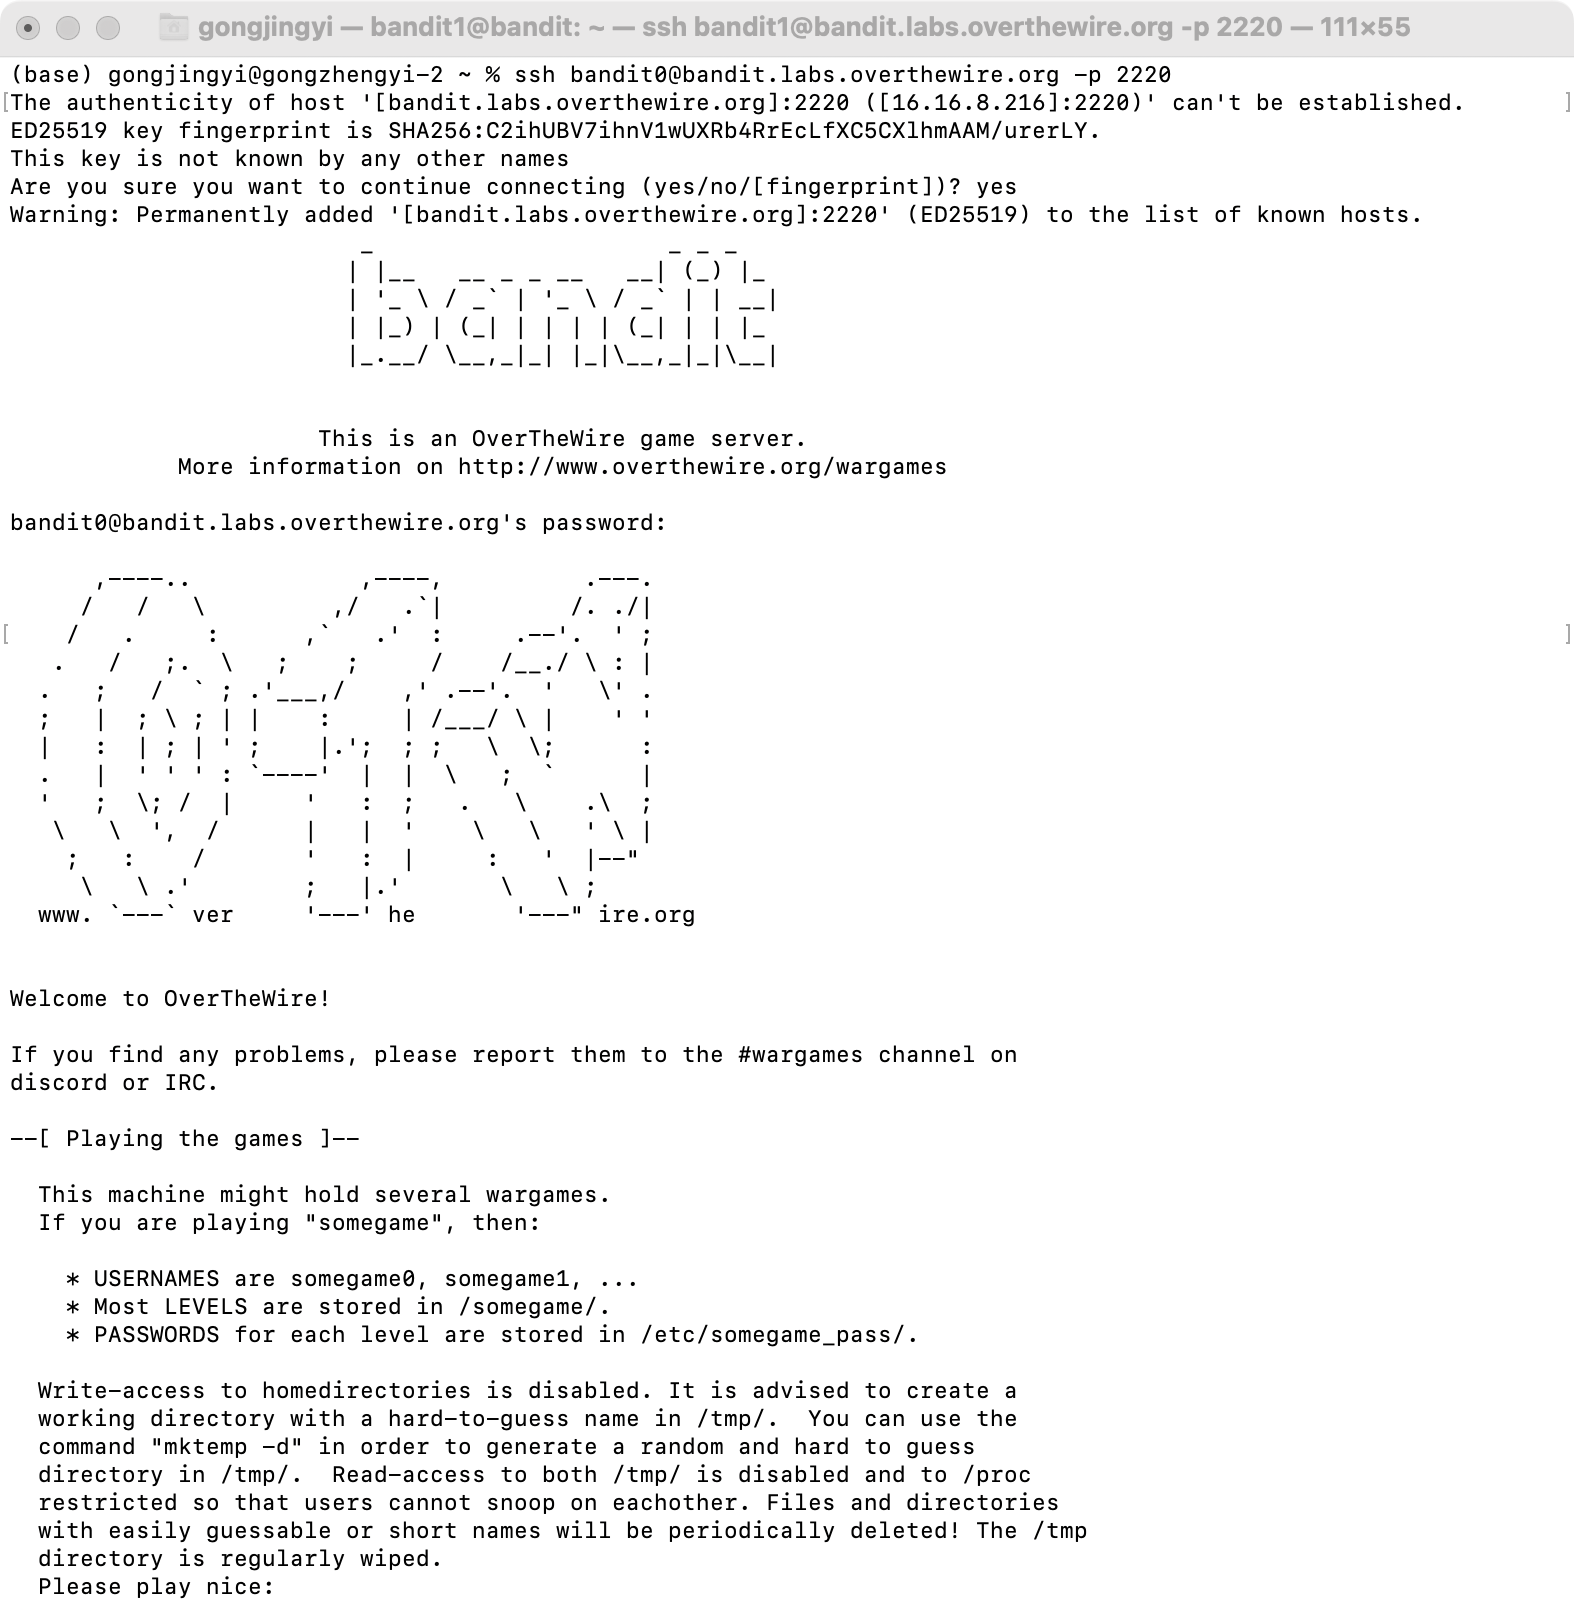 gongjingyi — bandit1@bandit: ~ — ssh bandit1@bandit.labs.overthewire.org -p 2220 — 111×55
(base) gongjingyi@gongzhengyi-2 ~ % ssh bandit0@bandit.labs.overthewire.org -p 2220
The authenticity of host '[bandit.labs.overthewire.org]:2220 ([16.16.8.216]:2220)' can't be established.
ED25519 key fingerprint is SHA256:C2ihUBV7ihnV1wUXRb4RrEcLfXC5CXlhmAAM/urerLY.
This key is not known by any other names
Are you sure you want to continue connecting (yes/no/[fingerprint])? yes
Warning: Permanently added '[bandit.labs.overthewire.org]:2220' (ED25519) to the list of known hosts.
bandit
This is an OverTheWire game server.
More information on http://www.overthewire.org/wargames
bandit0@bandit.labs.overthewire.org's password:
www. ver he ire.org
Welcome to OverTheWire!
If you find any problems, please report them to the #wargames channel on
discord or IRC.
--[ Playing the games ]--
This machine might hold several wargames.
If you are playing "somegame", then:
* USERNAMES are somegame0, somegame1, ...
* Most LEVELS are stored in /somegame/.
* PASSWORDS for each level are stored in /etc/somegame_pass/.
Write-access to homedirectories is disabled. It is advised to create a
working directory with a hard-to-guess name in /tmp/.  You can use the
command "mktemp -d" in order to generate a random and hard to guess
directory in /tmp/.  Read-access to both /tmp/ is disabled and to /proc
restricted so that users cannot snoop on eachother. Files and directories
with easily guessable or short names will be periodically deleted! The /tmp
directory is regularly wiped.
Please play nice: